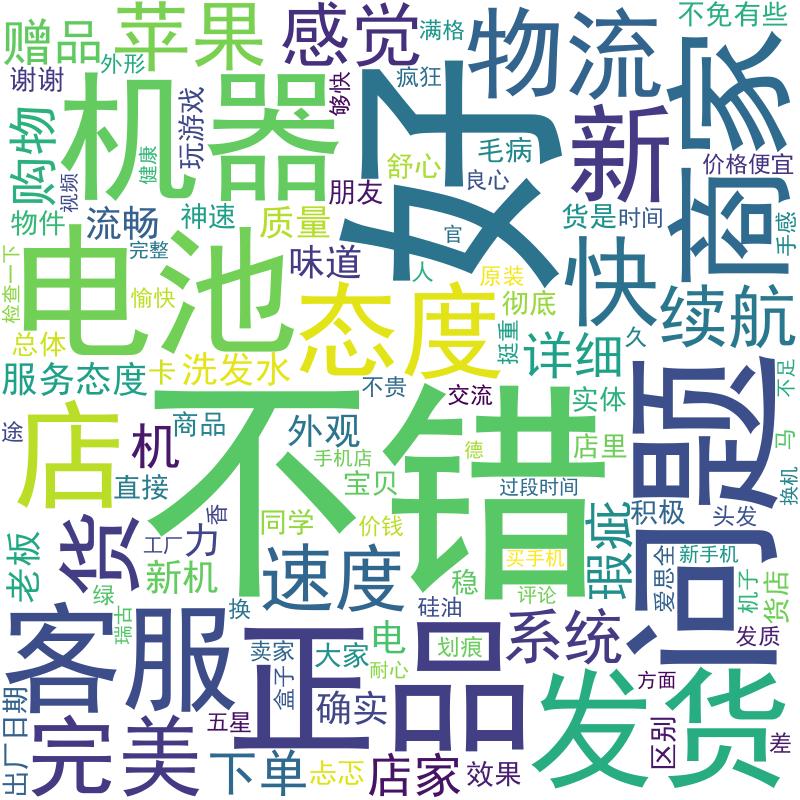 赠品
苹果
感觉
满格
物流
不免有些
谢谢
外形
够快
疯狂
商家
购物
视频
健康
机器
玩游戏
好
新
毛病
舒心
良心
价格便宜
朋友
物件
流畅
神速
质量
味道
货是
时间
手感
完整
官
检查一下
电池
愉快
人
原装
快
续航
总体
态度
彻底
挺重
详细
久
服务态度
卡
洗发水
不贵
交流
实体
不足
途
店
机
商品
外观
不错
德
店里
马
问题
直接
手机店
宝贝
过段时间
换机
香
货
同学
价钱
瑕疵
积极
头发
老板
工厂
力
速度
买手机
爱思全
新手机
新机
稳
评论
机子
货店
绿
瑞古
换
硅油
客服
卖家
大家
电
正品
划痕
系统
发质
耐心
盒子
确实
发货
方面
出厂日期
五星
完美
下单
忐忑
店家
效果
区别
差